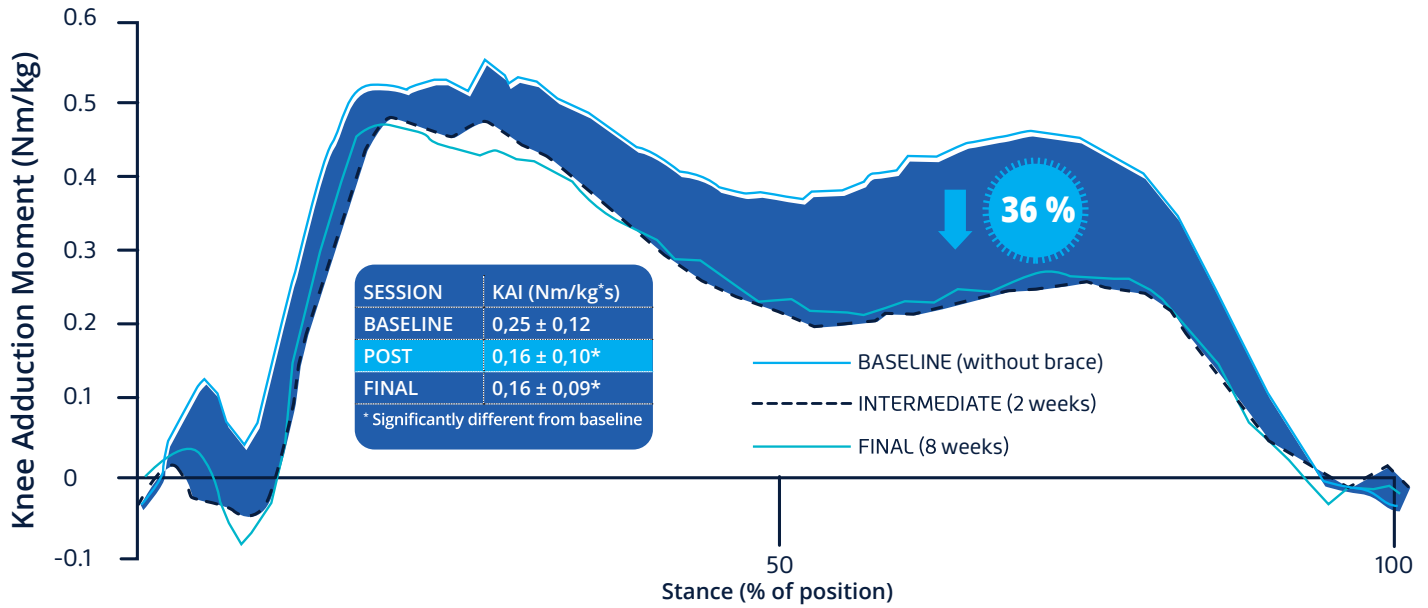 Knee Adduction Moment (Nm/kg)
0.6
0.5
0.4
0.3
0.2
0.1
0
-0.1
36 %
SESSION KAI (Nm/kg*s)
BASELINE 0,25 ± 0,12
POST 0,16 ± 0,10*
FINAL 0,16 ± 0,09*
* Significantly different from baseline
BASELINE (without brace)
INTERMEDIATE (2 weeks)
FINAL (8 weeks)
50
100
Stance (% of position)